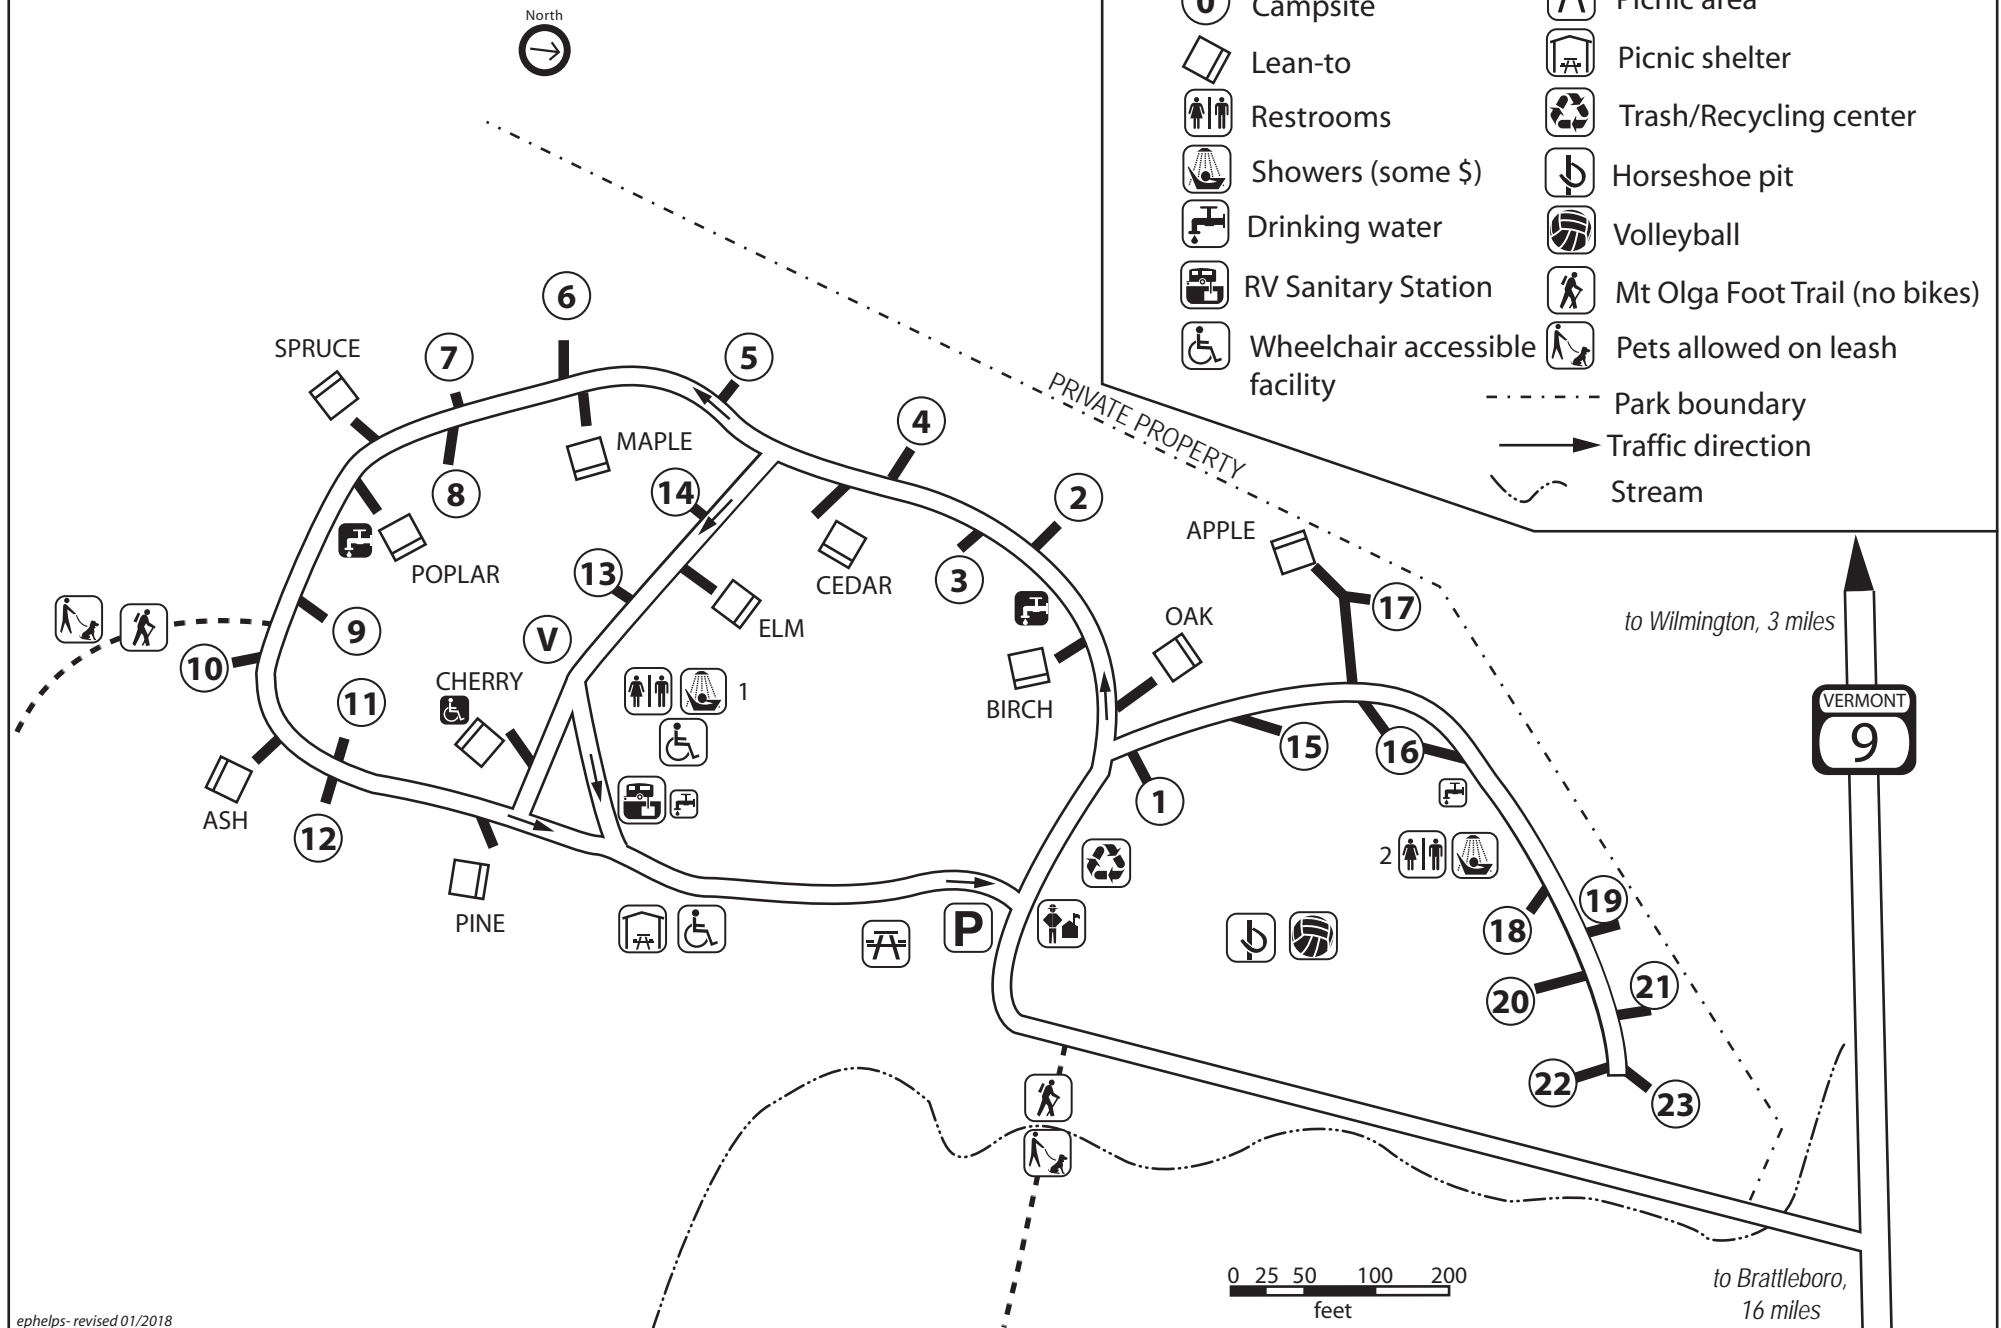 North
0
Campsite
Picnic area
Lean-to
Picnic shelter
Restrooms
Trash/Recycling center
Showers (some $)
Horseshoe pit
Drinking water
Volleyball
RV Sanitary Station
Mt Olga Foot Trail (no bikes)
Wheelchair accessible
facility
Pets allowed on leash
Park boundary
Traffic direction
Stream
PRIVATE PROPERTY
6
SPRUCE
7
5
4
MAPLE
14
8
2
APPLE
POPLAR
13
CEDAR
3
17
9
V
ELM
OAK
to Wilmington, 3 miles
10
CHERRY
11
1
BIRCH
15
16
VERMONT
9
ASH
12
1
2
PINE
P
18
19
20
21
22
23
0 25 50 100 200
feet
to Brattleboro,
16 miles
ephelps- revised 01/2018